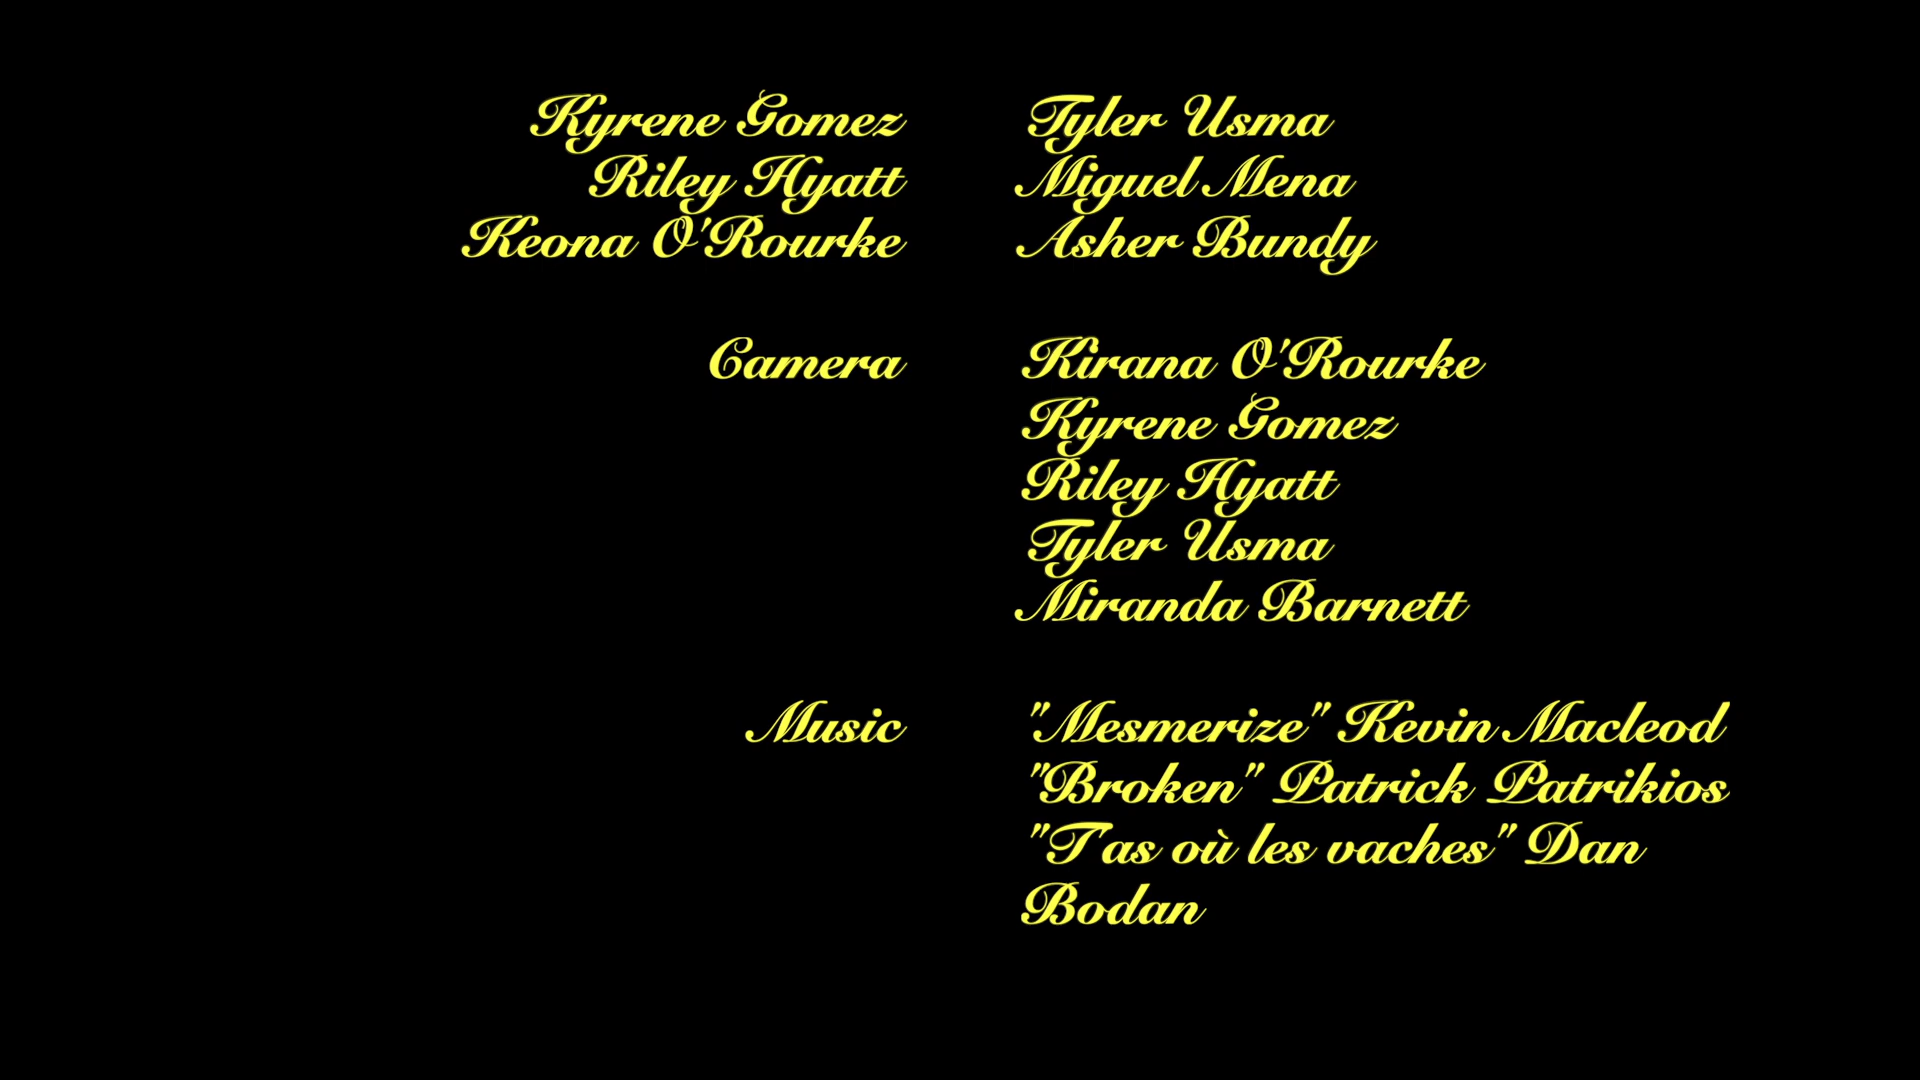 Kyrene Gomez Tyler Usma
Riley Hyatt Miguel Mena
Keona O'Rourke Asher Bundy
Camera Kirana O'Rourke
Kyrene Gomez
Riley Hyatt
Tyler Usma
Miranda Barnett
Music "Mesmerize" Kevin Macleod
"Broken" Patrick Patrikios
"T'as où les vaches" Dan
Bodan